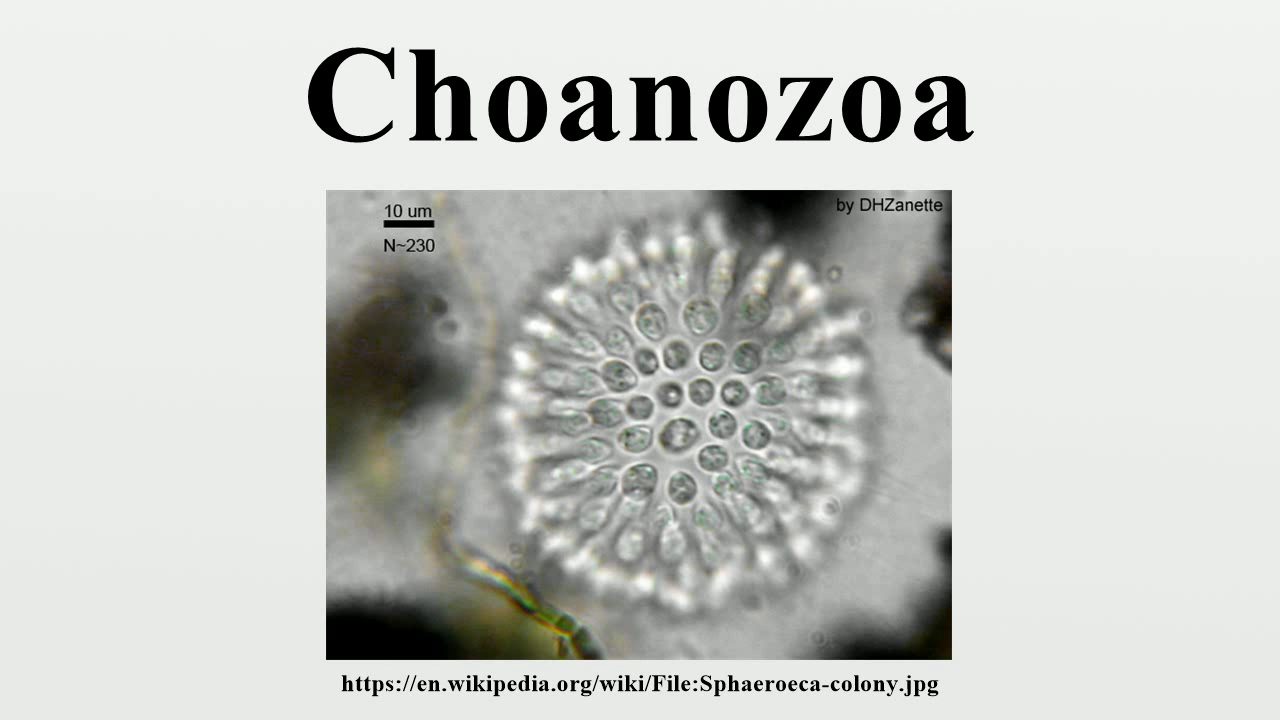 Choanozoa
10 um
by DHZanette
N~230
https://en.wikipedia.org/wiki/File:Sphaeroeca-colony.jpg